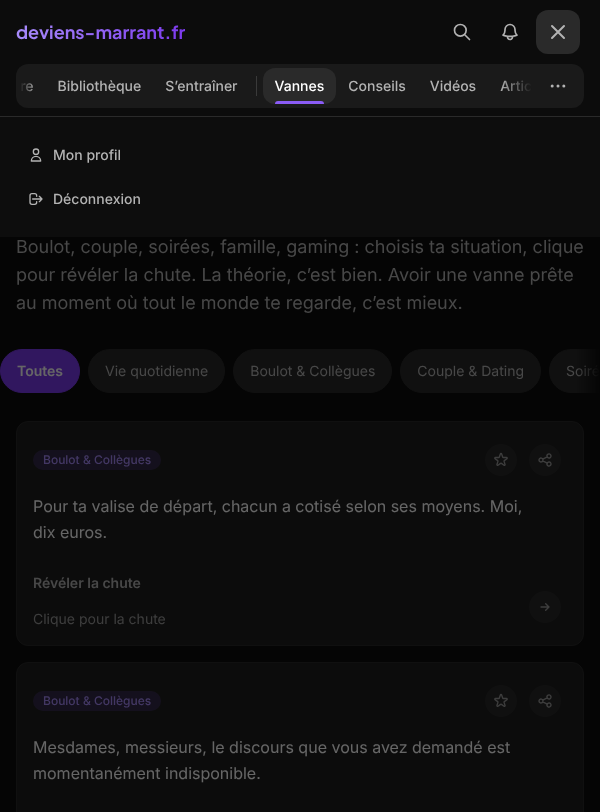 deviens-marrant.fr
re Bibliothèque S’entraîner Vannes Conseils Vidéos Artic
Mon profil
Déconnexion
Boulot, couple, soirées, famille, gaming : choisis ta situation, clique
pour révéler la chute. La théorie, c’est bien. Avoir une vanne prête
au moment où tout le monde te regarde, c’est mieux.
Toutes Vie quotidienne Boulot & Collègues Couple & Dating Soire
Boulot & Collègues
Pour ta valise de départ, chacun a cotisé selon ses moyens. Moi,
dix euros.
Révéler la chute
Clique pour la chute
Boulot & Collègues
Mesdames, messieurs, le discours que vous avez demandé est
momentanément indisponible.